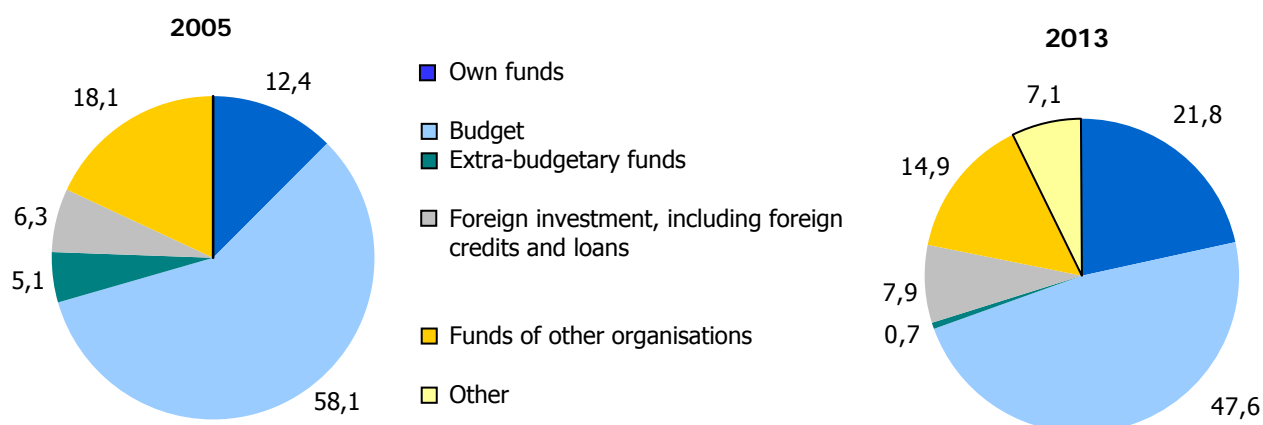 2005
12,4
18,1
6,3
5,1
58,1
Own funds
Budget
Extra-budgetary funds
Foreign investment, including foreign
credits and loans
Funds of other organisations
Other
2013
7,1
21,8
14,9
7,9
0,7
47,6